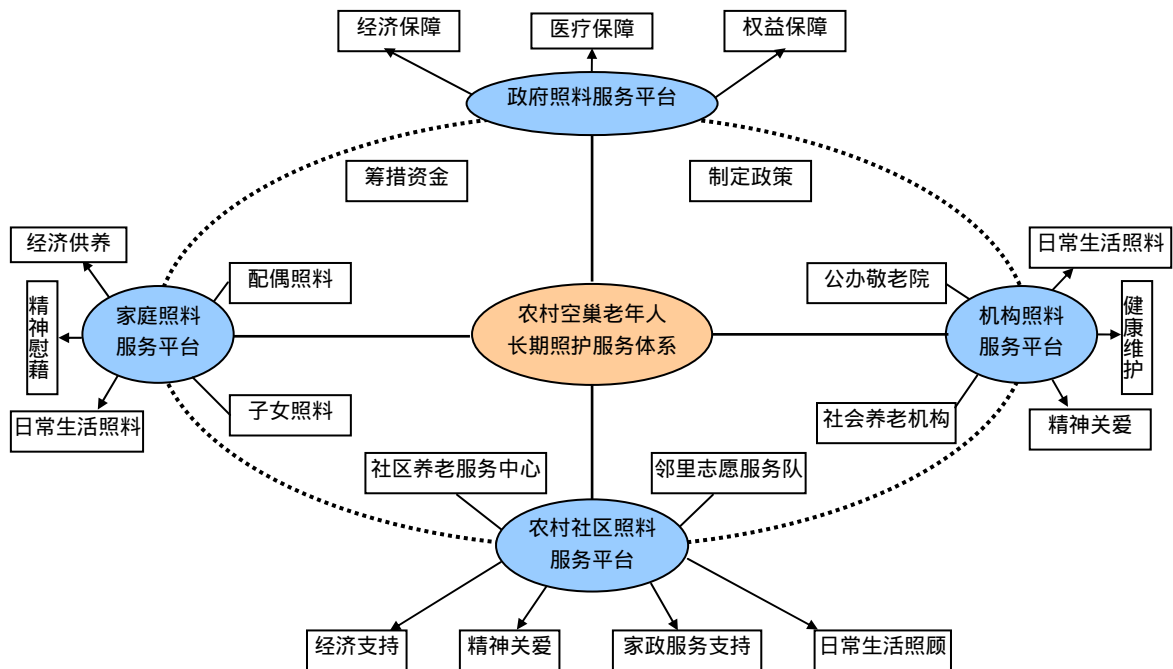 经济保障
医疗保障
权益保障
政府照料服务平台
筹措资金
制定政策
经济供养
配偶照料
公办敬老院
日常生活照料
精神慰藉
家庭照料
服务平台
农村空巢老年人
长期照护服务体系
机构照料
服务平台
健康维护
日常生活照料
子女照料
社会养老机构
精神关爱
社区养老服务中心
邻里志愿服务队
农村社区照料
服务平台
经济支持
精神关爱
家政服务支持
日常生活照顾